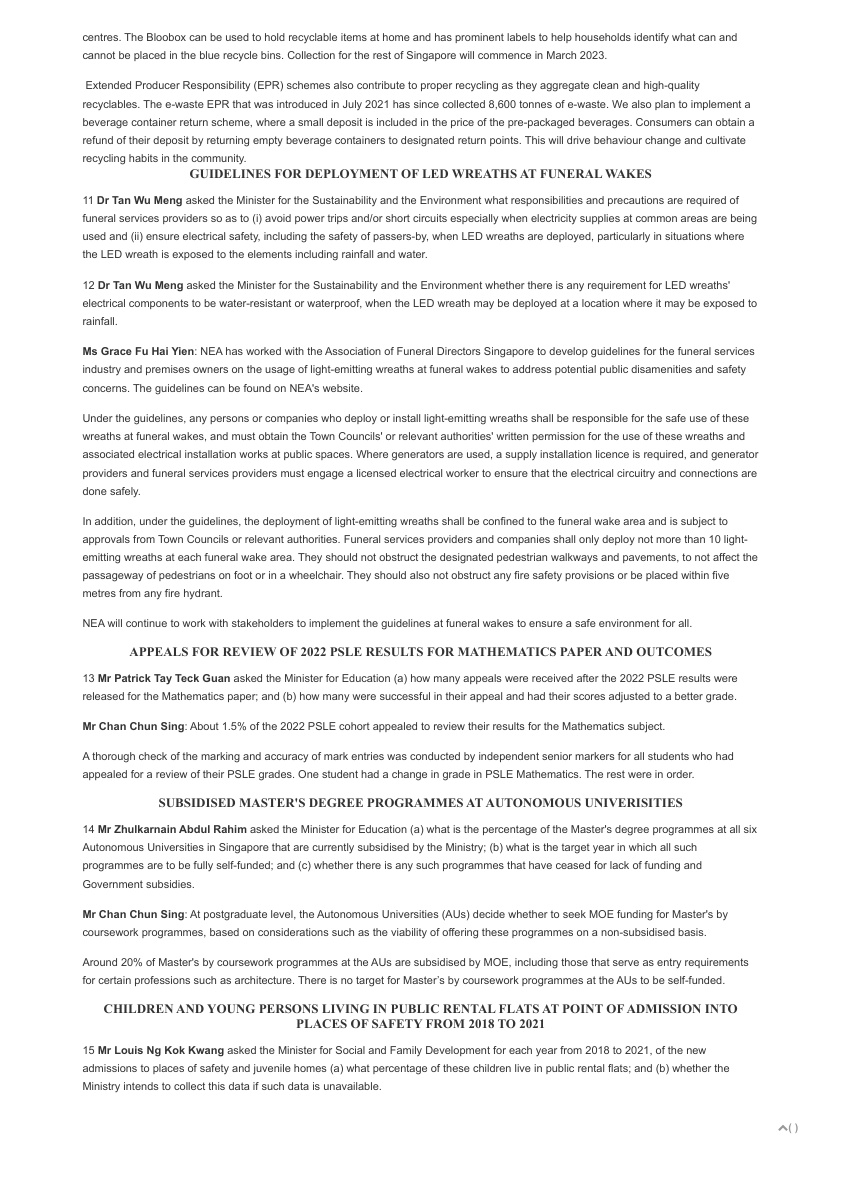 centres. The Bloobox can be used to hold recyclable items at home and has prominent labels to help households identify what can and
cannot be placed in the blue recycle bins. Collection for the rest of Singapore will commence in March 2023.
Extended Producer Responsibility (EPR) schemes also contribute to proper recycling as they aggregate clean and high-quality
recyclables. The e-waste EPR that was introduced in July 2021 has since collected 8,600 tonnes of e-waste. We also plan to implement a
beverage container return scheme, where a small deposit is included in the price of the pre-packaged beverages. Consumers can obtain a
refund of their deposit by returning empty beverage containers to designated return points. This will drive behaviour change and cultivate
recycling habits in the community.
GUIDELINES FOR DEPLOYMENT OF LED WREATHS AT FUNERAL WAKES
11 Dr Tan Wu Meng asked the Minister for the Sustainability and the Environment what responsibilities and precautions are required of
funeral services providers so as to (i) avoid power trips and/or short circuits especially when electricity supplies at common areas are being
used and (ii) ensure electrical safety, including the safety of passers-by, when LED wreaths are deployed, particularly in situations where
the LED wreath is exposed to the elements including rainfall and water.
12 Dr Tan Wu Meng asked the Minister for the Sustainability and the Environment whether there is any requirement for LED wreaths'
electrical components to be water-resistant or waterproof, when the LED wreath may be deployed at a location where it may be exposed to
rainfall.
Ms Grace Fu Hai Yien: NEA has worked with the Association of Funeral Directors Singapore to develop guidelines for the funeral services
industry and premises owners on the usage of light-emitting wreaths at funeral wakes to address potential public disamenities and safety
concerns. The guidelines can be found on NEA's website.
Under the guidelines, any persons or companies who deploy or install light-emitting wreaths shall be responsible for the safe use of these
wreaths at funeral wakes, and must obtain the Town Councils' or relevant authorities' written permission for the use of these wreaths and
associated electrical installation works at public spaces. Where generators are used, a supply installation licence is required, and generator
providers and funeral services providers must engage a licensed electrical worker to ensure that the electrical circuitry and connections are
done safely.
In addition, under the guidelines, the deployment of light-emitting wreaths shall be confined to the funeral wake area and is subject to
approvals from Town Councils or relevant authorities. Funeral services providers and companies shall only deploy not more than 10 light-
emitting wreaths at each funeral wake area. They should not obstruct the designated pedestrian walkways and pavements, to not affect the
passageway of pedestrians on foot or in a wheelchair. They should also not obstruct any fire safety provisions or be placed within five
metres from any fire hydrant.
NEA will continue to work with stakeholders to implement the guidelines at funeral wakes to ensure a safe environment for all.
APPEALS FOR REVIEW OF 2022 PSLE RESULTS FOR MATHEMATICS PAPER AND OUTCOMES
13 Mr Patrick Tay Teck Guan asked the Minister for Education (a) how many appeals were received after the 2022 PSLE results were
released for the Mathematics paper; and (b) how many were successful in their appeal and had their scores adjusted to a better grade.
Mr Chan Chun Sing: About 1.5% of the 2022 PSLE cohort appealed to review their results for the Mathematics subject.
A thorough check of the marking and accuracy of mark entries was conducted by independent senior markers for all students who had
appealed for a review of their PSLE grades. One student had a change in grade in PSLE Mathematics. The rest were in order.
SUBSIDISED MASTER'S DEGREE PROGRAMMES AT AUTONOMOUS UNIVERISITIES
14 Mr Zhulkarnain Abdul Rahim asked the Minister for Education (a) what is the percentage of the Master's degree programmes at all six
Autonomous Universities in Singapore that are currently subsidised by the Ministry; (b) what is the target year in which all such
programmes are to be fully self-funded; and (c) whether there is any such programmes that have ceased for lack of funding and
Government subsidies.
Mr Chan Chun Sing: At postgraduate level, the Autonomous Universities (AUs) decide whether to seek MOE funding for Master's by
coursework programmes, based on considerations such as the viability of offering these programmes on a non-subsidised basis.
Around 20% of Master's by coursework programmes at the AUs are subsidised by MOE, including those that serve as entry requirements
for certain professions such as architecture. There is no target for Master’s by coursework programmes at the AUs to be self-funded.
CHILDREN AND YOUNG PERSONS LIVING IN PUBLIC RENTAL FLATS AT POINT OF ADMISSION INTO
PLACES OF SAFETY FROM 2018 TO 2021
15 Mr Louis Ng Kok Kwang asked the Minister for Social and Family Development for each year from 2018 to 2021, of the new
admissions to places of safety and juvenile homes (a) what percentage of these children live in public rental flats; and (b) whether the
Ministry intends to collect this data if such data is unavailable.
( )